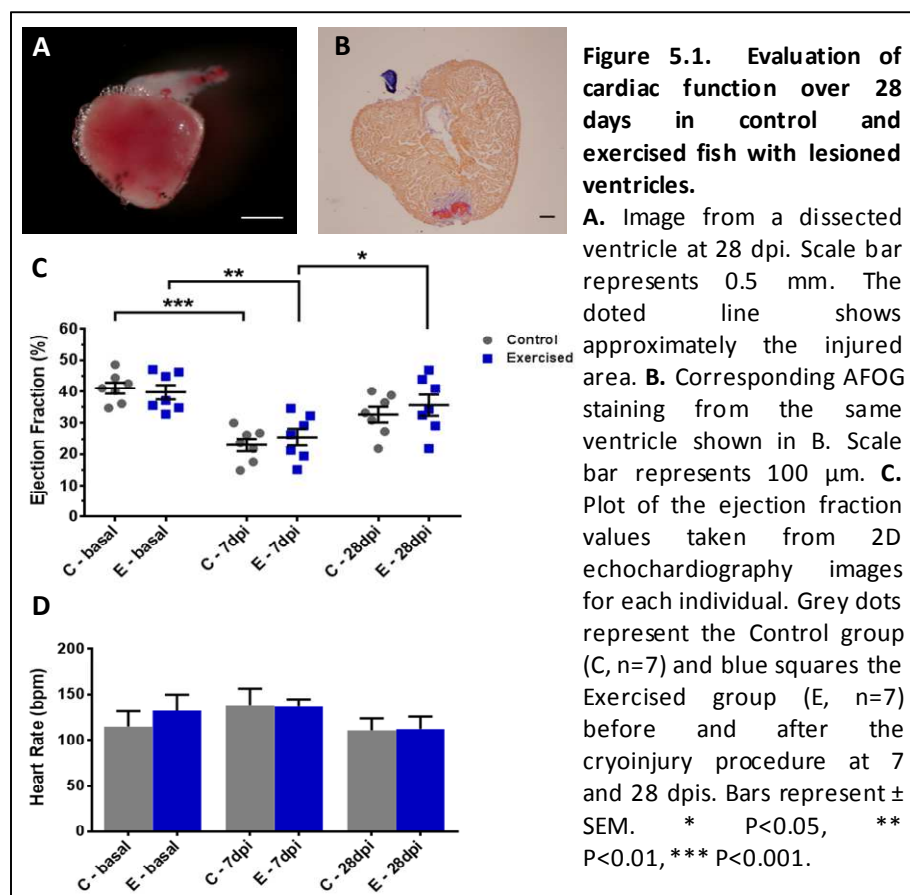 A
B
Figure 5.1. Evaluation of
cardiac function over 28
days in control and
exercised fish with lesioned
ventricles.
A. Image from a dissected
ventricle at 28 dpi. Scale bar
represents 0.5 mm. The
doted line shows
approximately the injured
area. B. Corresponding AFOG
staining from the same
ventricle shown in B. Scale
bar represents 100 µm. C.
Plot of the ejection fraction
values taken from 2D
echocardiography images
for each individual. Grey dots
represent the Control group
(C, n=7) and blue squares the
Exercised group (E, n=7)
before and after the
cryoinjury procedure at 7
and 28 dpis. Bars represent ±
SEM. * P<0.05, **
P<0.01, *** P<0.001.
C
*
**
***
Control
Exercised
Ejection Fraction (%)
60
50
40
30
20
10
0
C - basal
E - basal
C - 7dpi
E - 7dpi
C - 28dpi
E - 28dpi
D
Heart Rate (bpm)
200
150
100
50
0
C - basal
E - basal
C - 7dpi
E - 7dpi
C - 28dpi
E - 28dpi